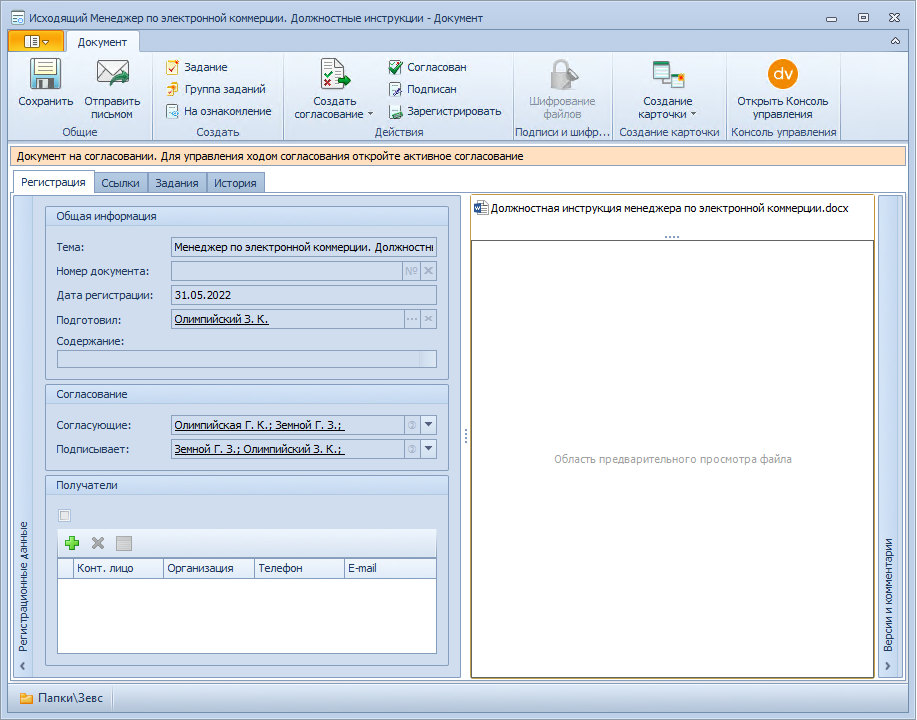 Исходящий Менеджер по электронной коммерции. Должностные инструкции - Документ
Документ
Сохранить
Отправить письмом
Общие
Задание
Группа заданий
На ознакомление
Создать
Создать согласование
Согласован
Подписан
Зарегистрировать
Действия
Шифрование файлов
Подписи и шифр...
Создание карточки
Создание карточки
dv
Открыть Консоль управления
Консоль управления
Документ на согласовании. Для управления ходом согласования откройте активное согласование
Регистрация
Ссылки
Задания
История
Регистрационные данные
Общая информация
Тема:
Менеджер по электронной коммерции. Должностны
Номер документа:
№
Дата регистрации:
31.05.2022
Подготовил:
Олимпийский З. К.
Содержание:
Согласование
Согласующие:
Олимпийская Г. К.; Земной Г. З.;
Подписывает:
Земной Г. З.; Олимпийский З. К.;
Получатели
Конт. лицо
Организация
Телефон
E-mail
Должностная инструкция менеджера по электронной коммерции.docx
Область предварительного просмотра файла
Версии и комментарии
Папки\Зевс